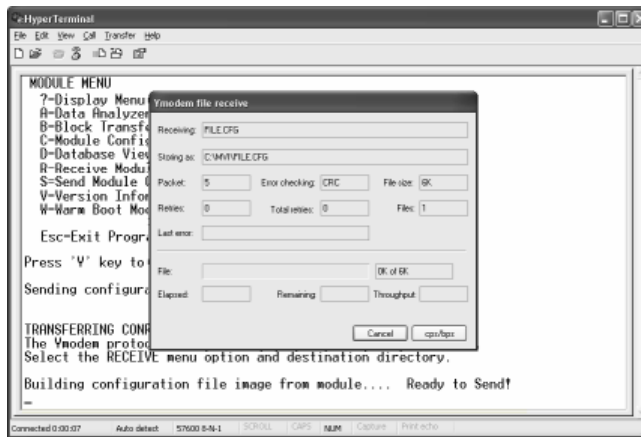 HyperTerminal
File Edit View Call Transfer Help
MODULE MENU
?=Display Menu
A=Data Analyzer
B=Block Transfe
C=Module Config
D=Database View
R=Receive Modul
S=Send Module C
V=Version Infor
W=Warm Boot Mod
Esc=Exit Progra
Press 'Y' key to
Sending configura
TRANSFERRING CONF
The Ymodem protoc
Select the RECEIVE menu option and destination directory.
Building configuration file image from module.... Ready to Send!
Ymodem file receive
Receiving: FILE.CFG
Storing as: C:\MVI\FILE.CFG
Packet: 5 Error checking: CRC File size: 6K
Retries: 0 Total retries: 0 Files: 1
Last error:
File: 0K of 6K
Elapsed: Remaining: Throughput:
Cancel cps/bps
Connected 0:00:07 Auto detect 57600 8-N-1 SCROLL CAPS NUM Capture Print echo